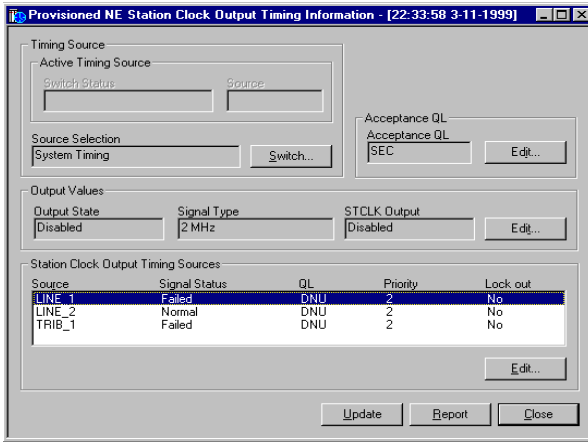 Provisioned NE Station Clock Output Timing Information - [22:33:58 3-11-1999]
Timing Source
Active Timing Source
Switch Status Source
Source Selection
System Timing Switch...
Acceptance QL
Acceptance QL
SEC Edit...
Output Values
Output State Signal Type STCLK Output
Disabled 2 MHz Disabled Edit...
Station Clock Output Timing Sources
Source Signal Status QL Priority Lock out
LINE_1 Failed DNU 2 No
LINE_2 Normal DNU 2 No
TRIB_1 Failed DNU 2 No
Edit...
Update Report Close